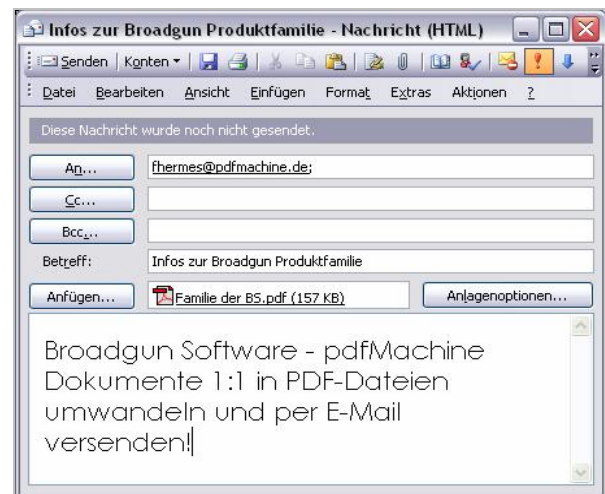 Infos zur Broadgun Produktfamilie - Nachricht (HTML)
Senden Konten
Datei Bearbeiten Ansicht Einfügen Format Extras Aktionen ?
Diese Nachricht wurde noch nicht gesendet.
An... fhermes@pdfmachine.de;
Cc...
Bcc...
Betreff: Infos zur Broadgun Produktfamilie
Anfügen... Familie der BS.pdf (157 KB) Anlagenoptionen...
Broadgun Software - pdfMachine
Dokumente 1:1 in PDF-Dateien
umwandeln und per E-Mail
versenden!